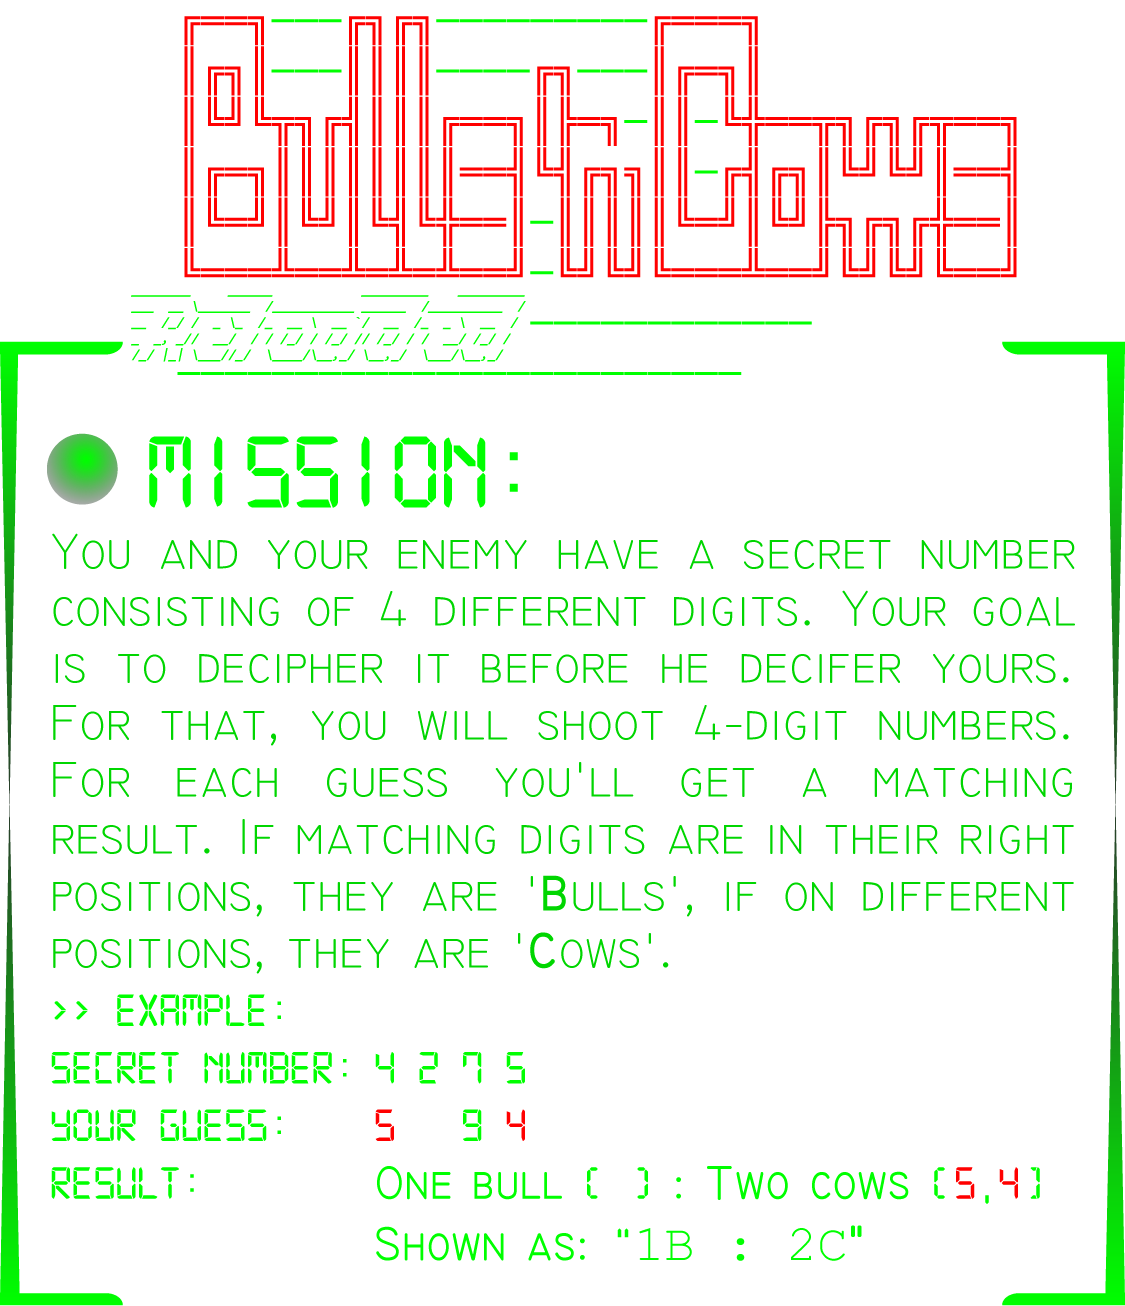 Bulls n Cows
Reloaded
MISSION:
You and your enemy have a secret number
consisting of 4 different digits. Your goal
is to decipher it before he decifer yours.
For that, you will shoot 4-digit numbers.
For each guess you'll get a matching
result. If matching digits are in their right
positions, they are 'Bulls', if on different
positions, they are 'Cows'.
>> EXAMPLE:
SECRET NUMBER: 4 2 7 5
YOUR GUESS: 5 9 4
RESULT: One bull ( ) : Two cows (5,4)
Shown as: "1B : 2C"